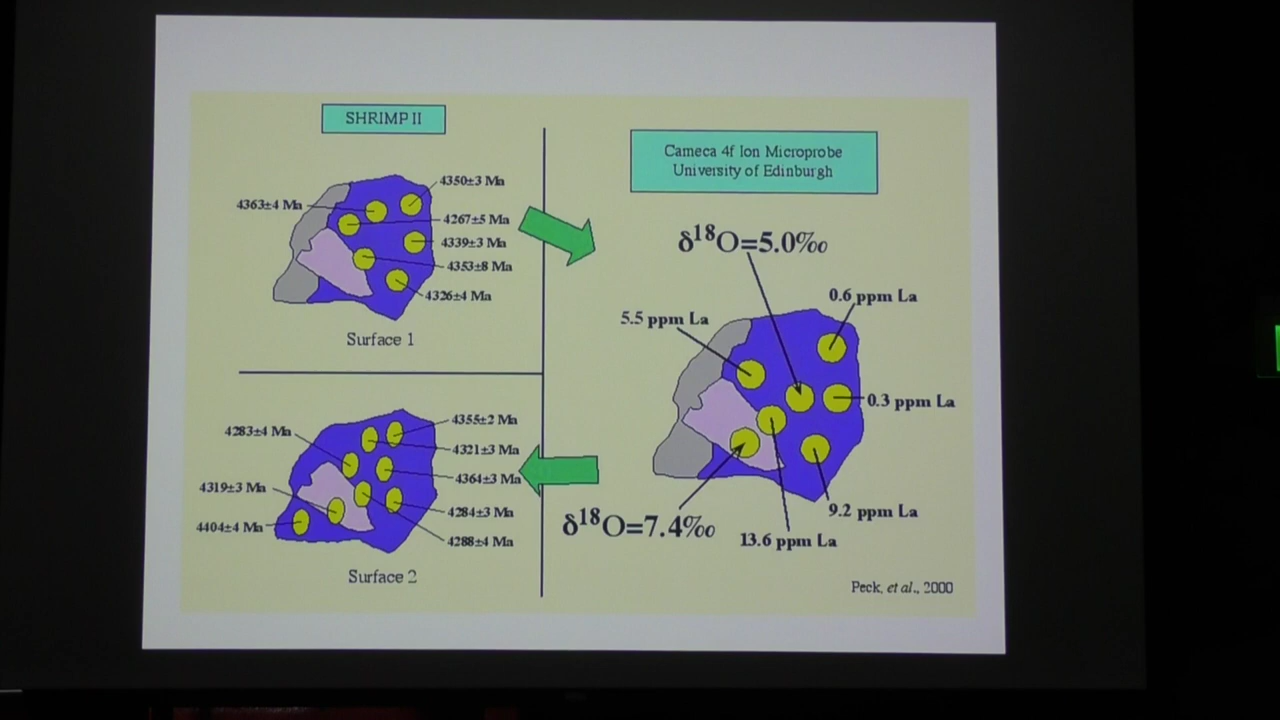 SHRIMP II
4350±3 Ma
4363±4 Ma
4267±5 Ma
4339±3 Ma
4353±8 Ma
4326±4 Ma
Surface 1
4355±2 Ma
4283±4 Ma
4321±3 Ma
4364±3 Ma
4319±3 Ma
4284±3 Ma
4404±4 Ma
4288±4 Ma
Surface 2
Cameca 4f Ion Microprobe
University of Edinburgh
δ¹⁸O=5.0‰
0.6 ppm La
5.5 ppm La
0.3 ppm La
9.2 ppm La
δ¹⁸O=7.4‰
13.6 ppm La
Peck, et al., 2000